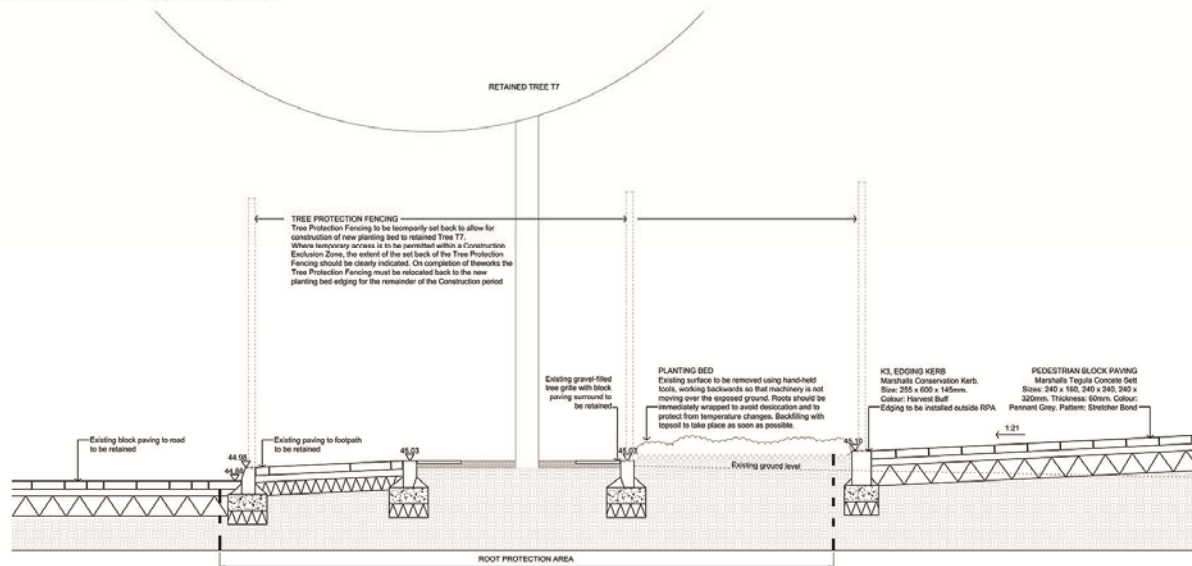 RETAINED TREE T7
TREE PROTECTION FENCING
Tree Protection Fencing to be teomparily set back to allow for
construction of new planting bed to retained Tree T7.
Where temporary access is to be permitted within a Construction
Exclusion Zone, the extent of the set back of the Tree Protection
Fencing should be clearly indicated. On completion of theworks the
Tree Protection Fencing must be relocated back to the new
planting bed edging for the remainder of the Construction period
Existing gravel-filled
tree grille with block
paving surround to
be retained
PLANTING BED
Existing surface to be removed using hand-held
tools, working backwards so that machinery is not
moving over the exposed ground. Roots should be
immediately wrapped to avoid desiccation and to
protect from temperature changes. Backfilling with
topsoil to take place as soon as possible.
K3, EDGING KERB
Marshalls Conservation Kerb.
Size: 255 x 600 x 145mm.
Colour: Harvest Buff
Edging to be installed outside RPA
PEDESTRIAN BLOCK PAVING
Marshalls Tegula Concete Sett
Sizes: 240 x 160, 240 x 240, 240 x
320mm. Thickness: 60mm. Colour:
Pennant Grey. Pattern: Stretcher Bond
1:21
Existing block paving to road
to be retained
Existing paving to footpath
to be retained
44.98
44.88
45.03
45.03
45.10
Existing ground level
ROOT PROTECTION AREA